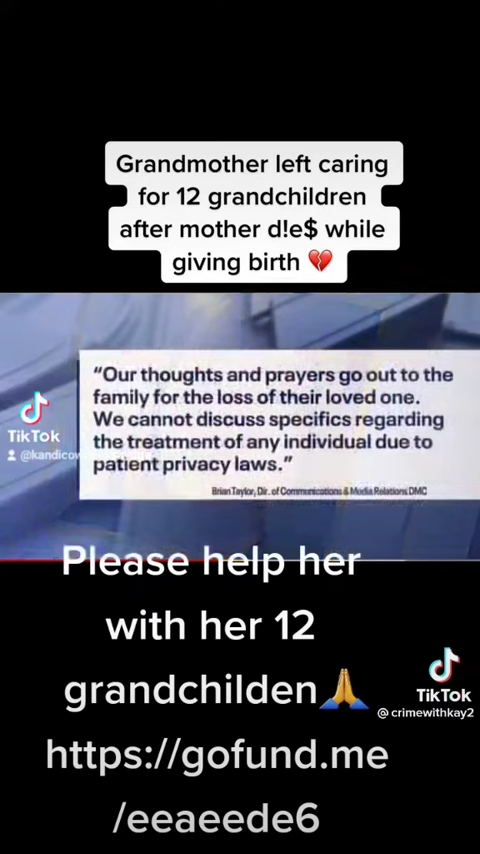 Grandmother left caring
for 12 grandchildren
after mother d!e$ while
giving birth 💔
“Our thoughts and prayers go out to the
family for the loss of their loved one.
We cannot discuss specifics regarding
the treatment of any individual due to
patient privacy laws.”
Brian Taylor, Dir. of Communications & Media Relations DMC
TikTok
Please help her
with her 12
grandchilden🙏
https://gofund.me
/eeaeede6
TikTok
@crimewithkay2